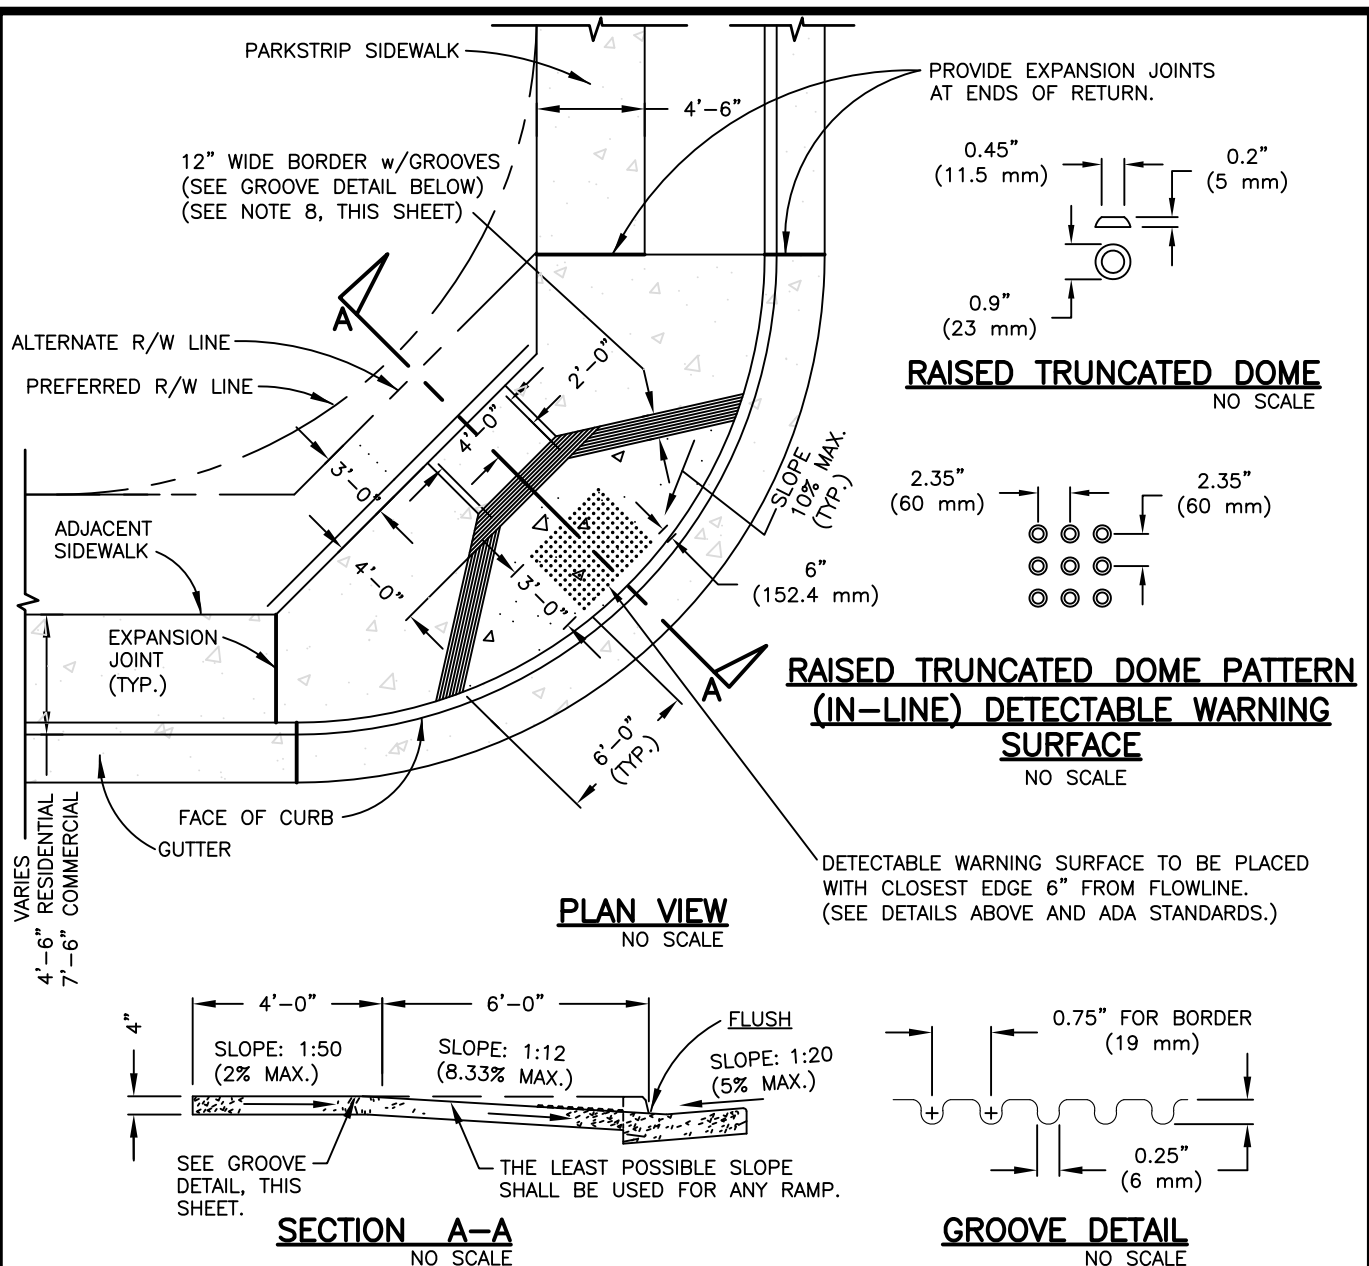 PARKSTRIP SIDEWALK
4'-6"
PROVIDE EXPANSION JOINTS
AT ENDS OF RETURN.
12" WIDE BORDER w/GROOVES
(SEE GROOVE DETAIL BELOW)
(SEE NOTE 8, THIS SHEET)
A
ALTERNATE R/W LINE
PREFERRED R/W LINE
3'-0"
4'-0"
2'-0"
4'-0"
3'-0"
SLOPE
10% MAX.
(TYP.)
6"
(152.4 mm)
ADJACENT
SIDEWALK
EXPANSION
JOINT
(TYP.)
A
6'-0"
(TYP.)
FACE OF CURB
GUTTER
VARIES
4'-6" RESIDENTIAL
7'-6" COMMERCIAL
DETECTABLE WARNING SURFACE TO BE PLACED
WITH CLOSEST EDGE 6" FROM FLOWLINE.
(SEE DETAILS ABOVE AND ADA STANDARDS.)
PLAN VIEW
NO SCALE
0.45"
(11.5 mm)
0.2"
(5 mm)
0.9"
(23 mm)
RAISED TRUNCATED DOME
NO SCALE
2.35"
(60 mm)
2.35"
(60 mm)
RAISED TRUNCATED DOME PATTERN
(IN-LINE) DETECTABLE WARNING
SURFACE
NO SCALE
4"
4'-0"
6'-0"
SLOPE: 1:50
(2% MAX.)
SLOPE: 1:12
(8.33% MAX.)
FLUSH
SLOPE: 1:20
(5% MAX.)
SEE GROOVE
DETAIL, THIS
SHEET.
THE LEAST POSSIBLE SLOPE
SHALL BE USED FOR ANY RAMP.
SECTION A-A
NO SCALE
0.75" FOR BORDER
(19 mm)
0.25"
(6 mm)
GROOVE DETAIL
NO SCALE